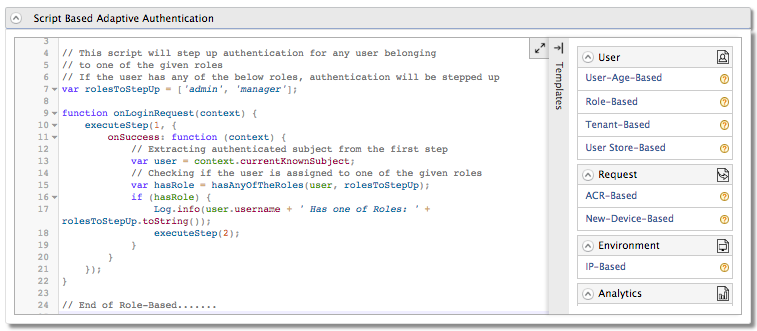 Script Based Adaptive Authentication
3
4 // This script will step up authentication for any user belonging
5 // to one of the given roles
6 // If the user has any of the below roles, authentication will be stepped up
7 var rolesToStepUp = ['admin', 'manager'];
8
9 function onLoginRequest(context) {
10 executeStep(1, {
11 onSuccess: function (context) {
12 // Extracting authenticated subject from the first step
13 var user = context.currentKnownSubject;
14 // Checking if the user is assigned to one of the given roles
15 var hasRole = hasAnyOfTheRoles(user, rolesToStepUp);
16 if (hasRole) {
17 Log.info(user.username + ' Has one of Roles: ' +
rolesToStepUp.toString());
18 executeStep(2);
19 }
20 }
21 });
22 }
23
24 // End of Role-Based.......
Templates
User
User-Age-Based
Role-Based
Tenant-Based
User Store-Based
Request
ACR-Based
New-Device-Based
Environment
IP-Based
Analytics